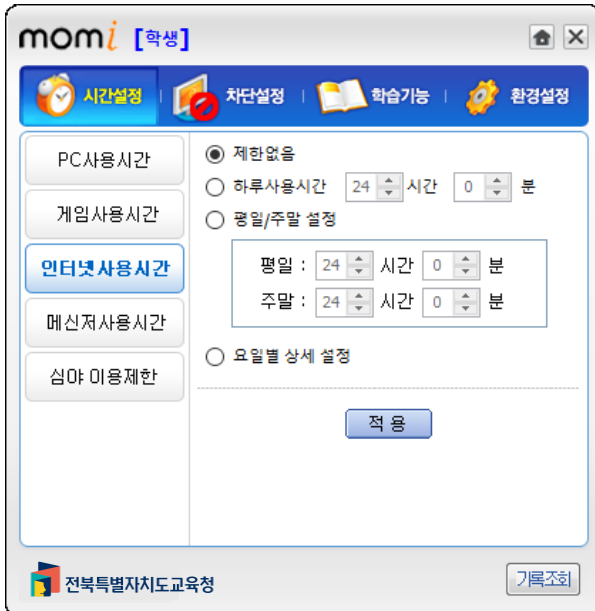 momi [학생]
시간설정 차단설정 학습기능 환경설정
PC사용시간
게임사용시간
인터넷사용시간
메신저사용시간
심야 이용제한
제한없음
하루사용시간 24 시간 0 분
평일/주말 설정
평일 : 24 시간 0 분
주말 : 24 시간 0 분
요일별 상세 설정
적 용
전북특별자치도교육청
기록조회